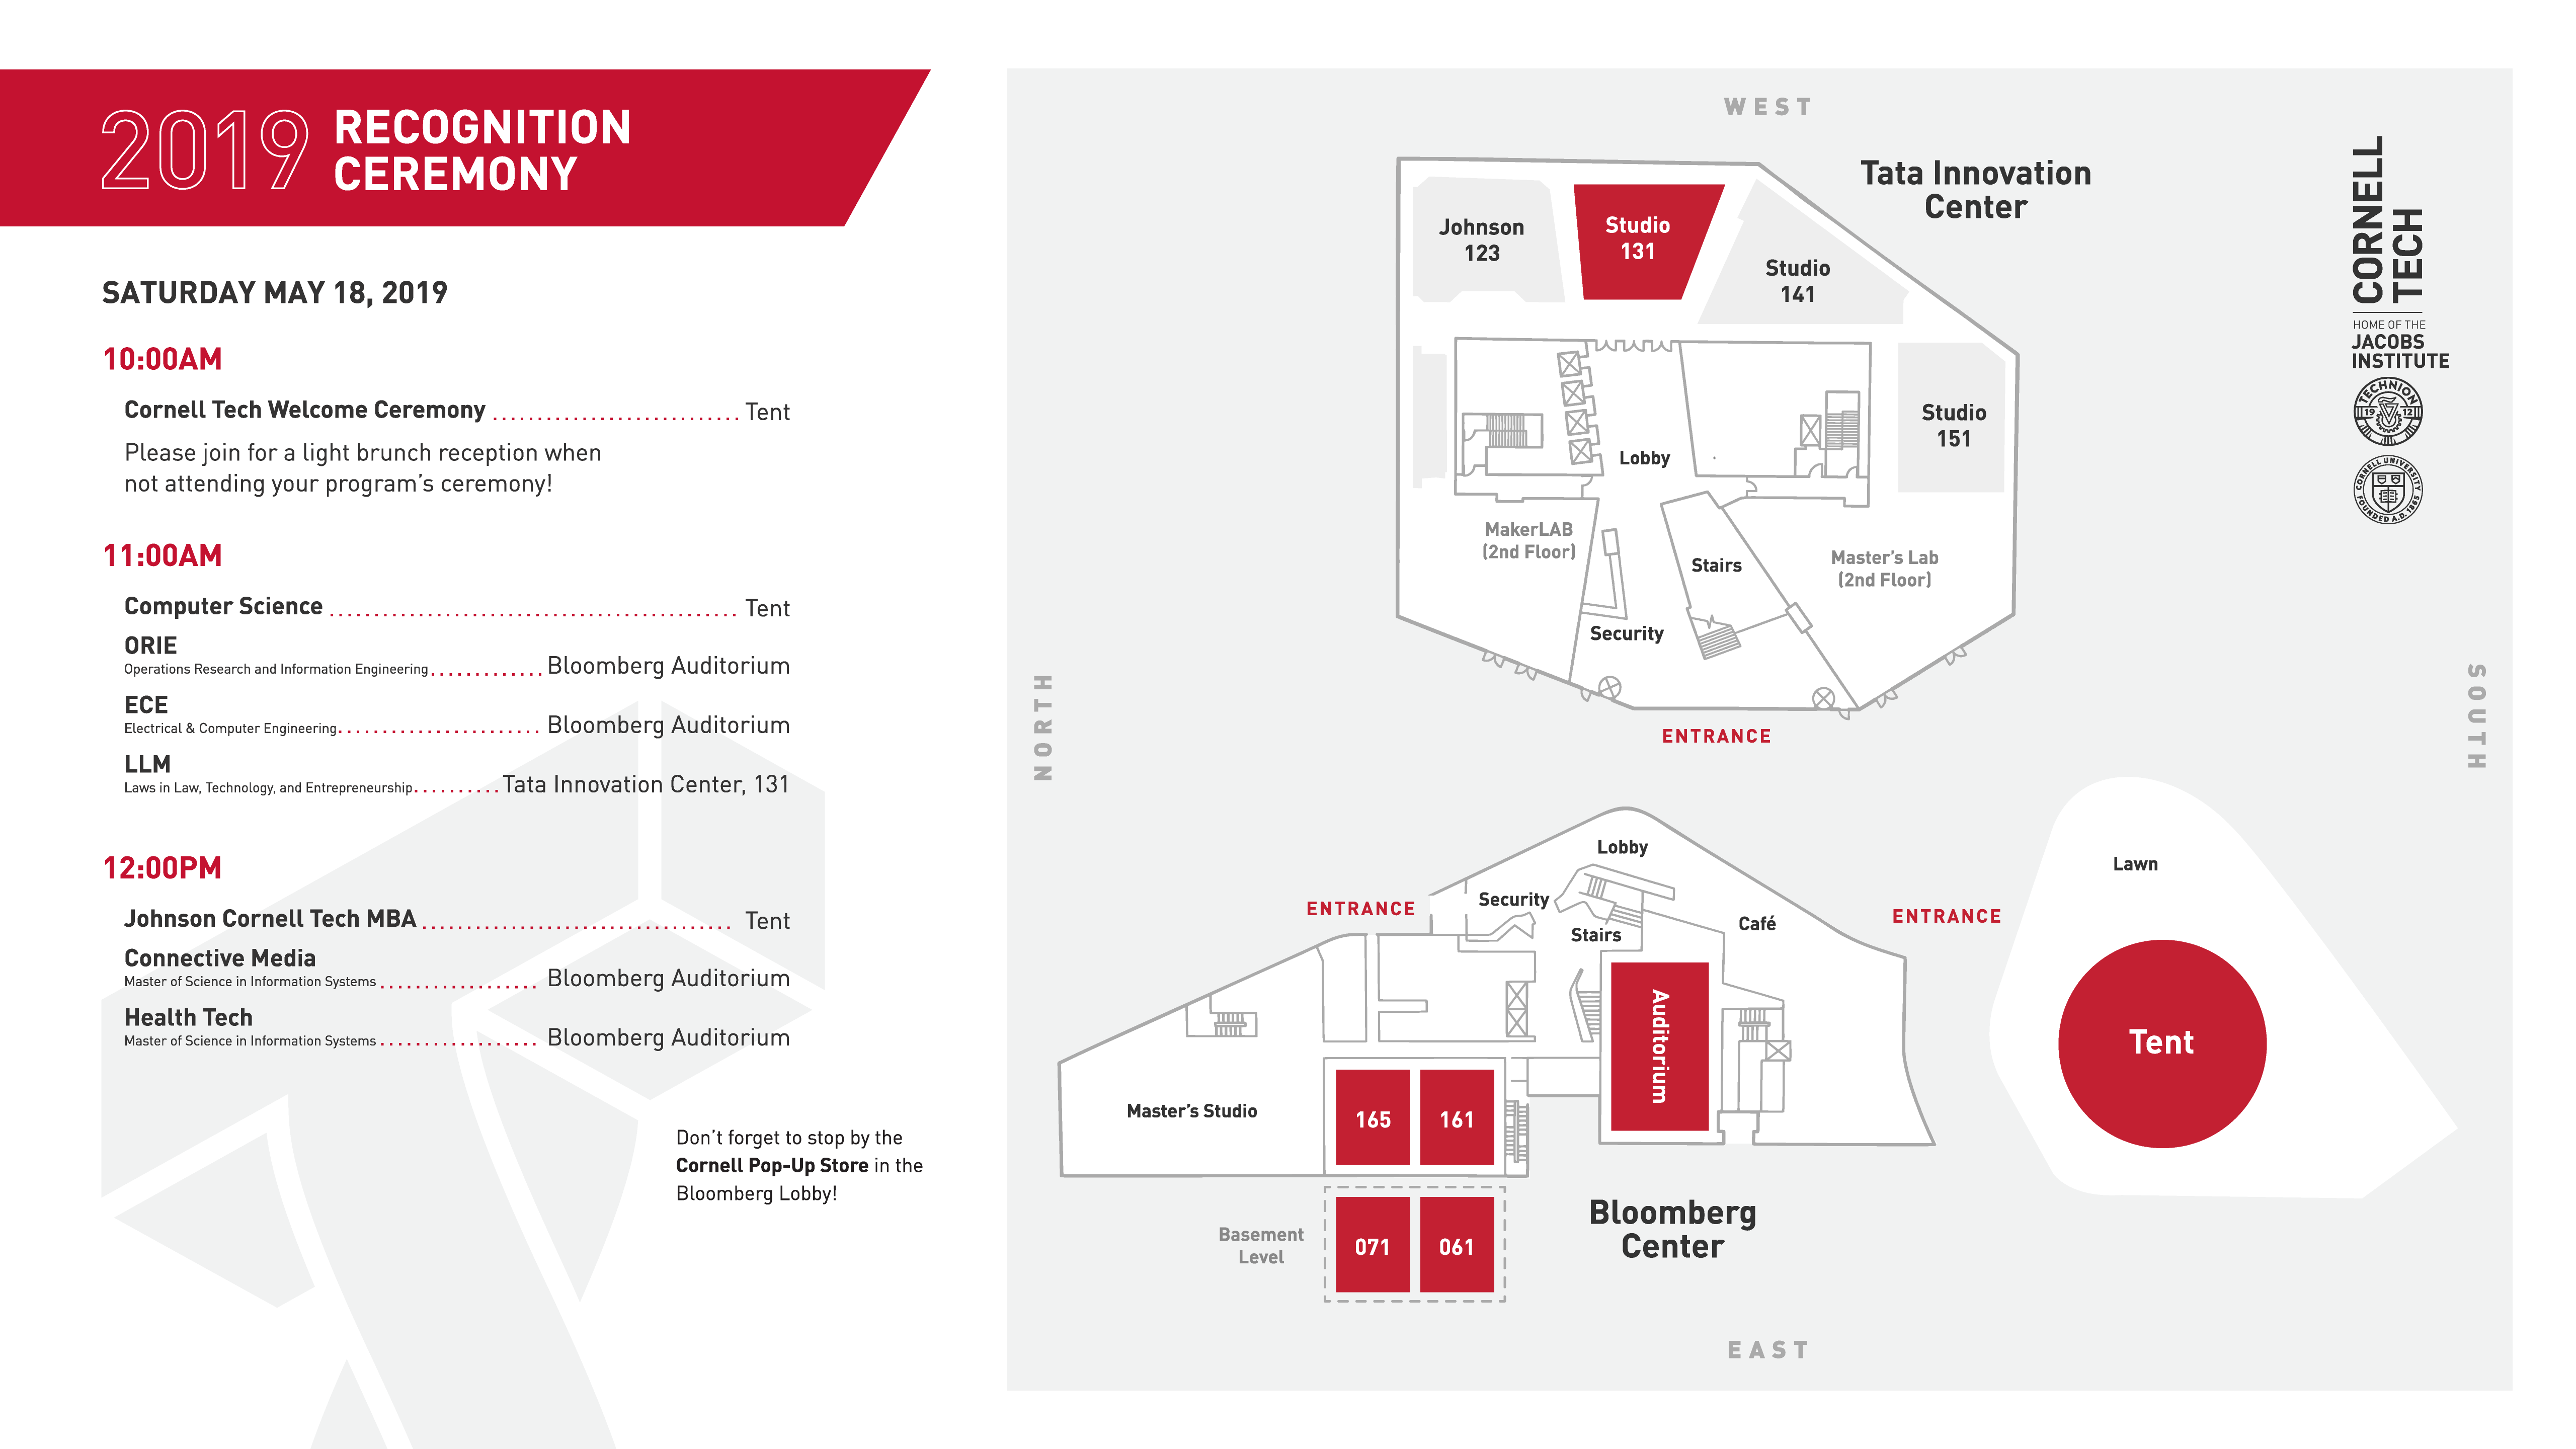 2019 RECOGNITION
CEREMONY
SATURDAY MAY 18, 2019
10:00AM
Cornell Tech Welcome Ceremony Tent
Please join for a light brunch reception when
not attending your program's ceremony!
11:00AM
Computer Science Tent
ORIE
Operations Research and Information Engineering Bloomberg Auditorium
ECE
Electrical & Computer Engineering Bloomberg Auditorium
LLM
Laws in Law, Technology, and Entrepreneurship Tata Innovation Center, 131
12:00PM
Johnson Cornell Tech MBA Tent
Connective Media
Master of Science in Information Systems Bloomberg Auditorium
Health Tech
Master of Science in Information Systems Bloomberg Auditorium
Don't forget to stop by the
Cornell Pop-Up Store in the
Bloomberg Lobby!
WEST
Tata Innovation
Center
Johnson
123
Studio
131
Studio
141
Studio
151
Lobby
MakerLAB
(2nd Floor)
Stairs
Master's Lab
(2nd Floor)
Security
ENTRANCE
NORTH
SOUTH
Lobby
Security
ENTRANCE
Stairs
Café
ENTRANCE
Auditorium
Master's Studio
165
161
Basement
Level
071
061
Bloomberg
Center
Lawn
Tent
EAST
CORNELL
TECH
HOME OF THE
JACOBS
INSTITUTE
TECHNION
19 12
CORNELL UNIVERSITY
FOUNDED A.D. 1865